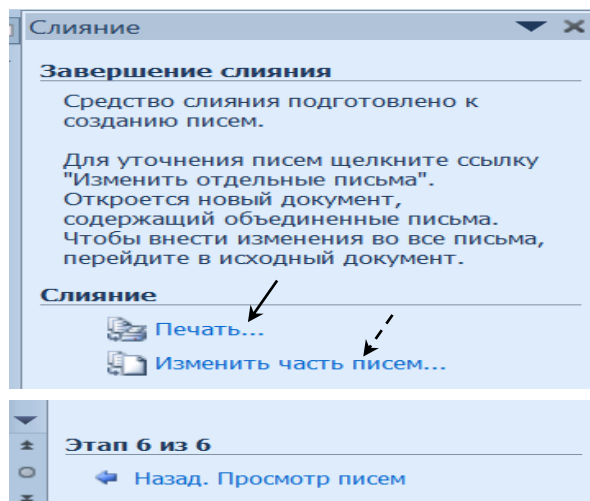 Слияние
Завершение слияния
Средство слияния подготовлено к
созданию писем.
Для уточнения писем щелкните ссылку
"Изменить отдельные письма".
Откроется новый документ,
содержащий объединенные письма.
Чтобы внести изменения во все письма,
перейдите в исходный документ.
Слияние
Печать...
Изменить часть писем...
Этап 6 из 6
Назад. Просмотр писем